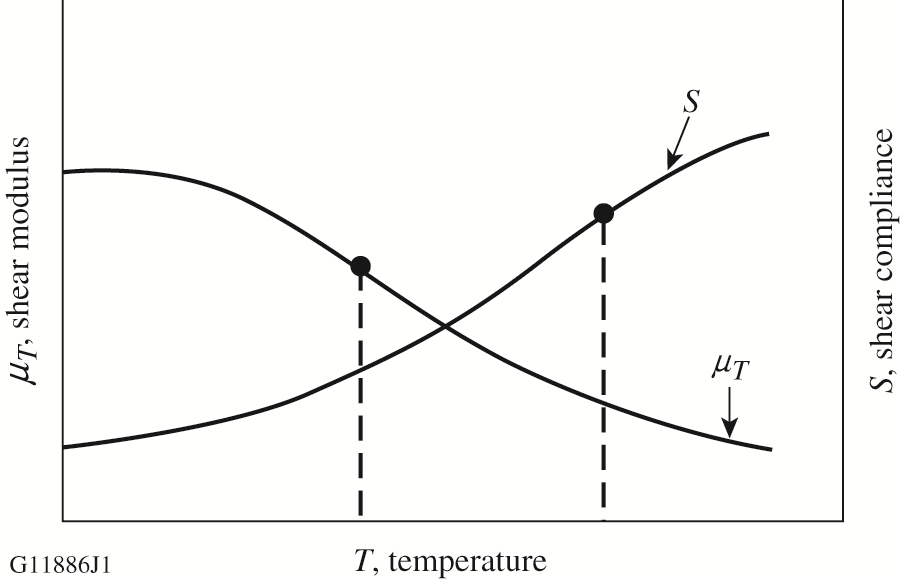 S
μT, shear modulus
S, shear compliance
μT
T, temperature
G11886J1